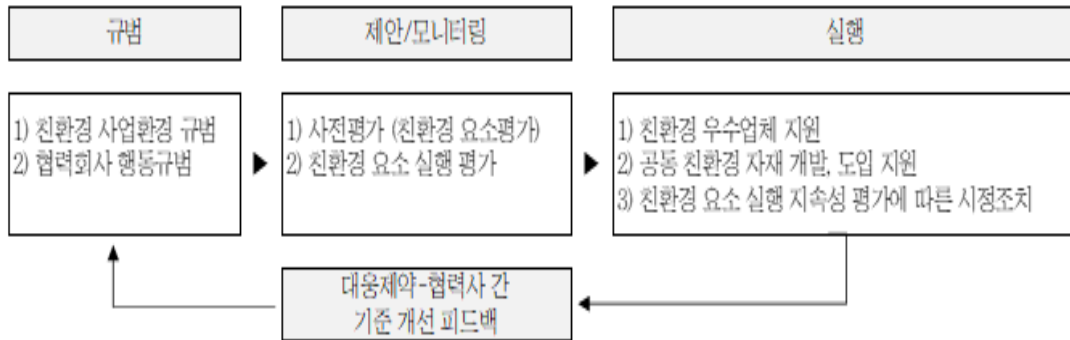 규범
제안/모니터링
실행
1) 친환경 사업환경 규범
2) 협력회사 행동규범
1) 사전평가 (친환경 요소평가)
2) 친환경 요소 실행 평가
1) 친환경 우수업체 지원
2) 공동 친환경 자재 개발, 도입 지원
3) 친환경 요소 실행 지속성 평가에 따른 시정조치
대웅제약-협력사 간
기준 개선 피드백